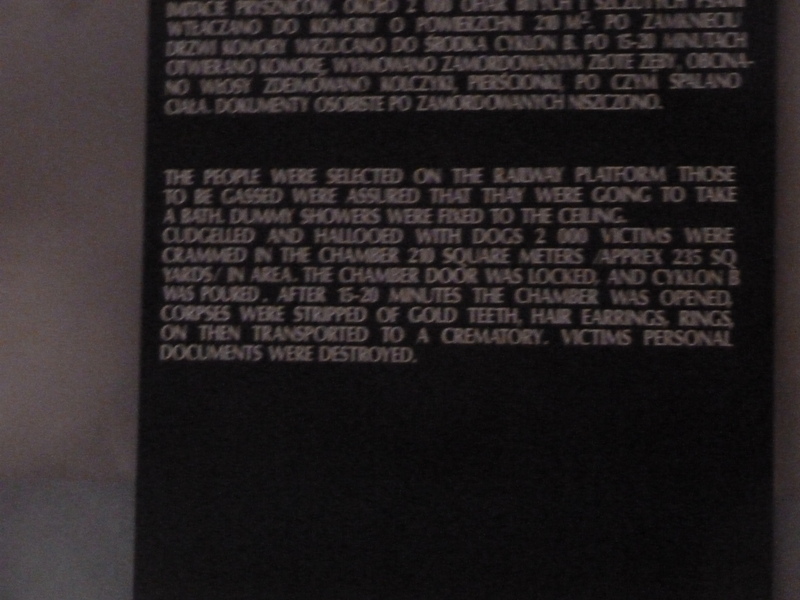 IMITACJE PRYSZNICÓW. OKOŁO 2 000 OFIAR BITYCH I SZCZUTYCH PSAMI
WTŁACZANO DO KOMORY O POWIERZCHNI 210 M². PO ZAMKNIĘCIU
DRZWI KOMORY WRZUCANO DO ŚRODKA CYKLON B. PO 15-20 MINUTACH
OTWIERANO KOMORĘ, WYJMOWANO ZAMORDOWANYM ZŁOTE ZĘBY, OBCINA-
NO WŁOSY ZDEJMOWANO KOLCZYKI, PIERŚCIONKI, PO CZYM SPALANO
CIAŁA. DOKUMENTY OSOBISTE PO ZAMORDOWANYCH NISZCZONO.
THE PEOPLE WERE SELECTED ON THE RAILWAY PLATFORM THOSE
TO BE GASSED WERE ASSURED THAT THAY WERE GOING TO TAKE
A BATH. DUMMY SHOWERS WERE FIXED TO THE CEILING.
CUDGELLED AND HALLOOED WITH DOGS 2 000 VICTIMS WERE
CRAMMED IN THE CHAMBER 210 SQUARE METERS /APPREX 235 SQ
YARDS/ IN AREA. THE CHAMBER DOOR WAS LOCKED, AND CYKLON B
WAS POURED. AFTER 15-20 MINUTES THE CHAMBER WAS OPENED,
CORPSES WERE STRIPPED OF GOLD TEETH, HAIR EARRINGS, RINGS,
ON THEN TRANSPORTED TO A CREMATORY. VICTIMS PERSONAL
DOCUMENTS WERE DESTROYED.